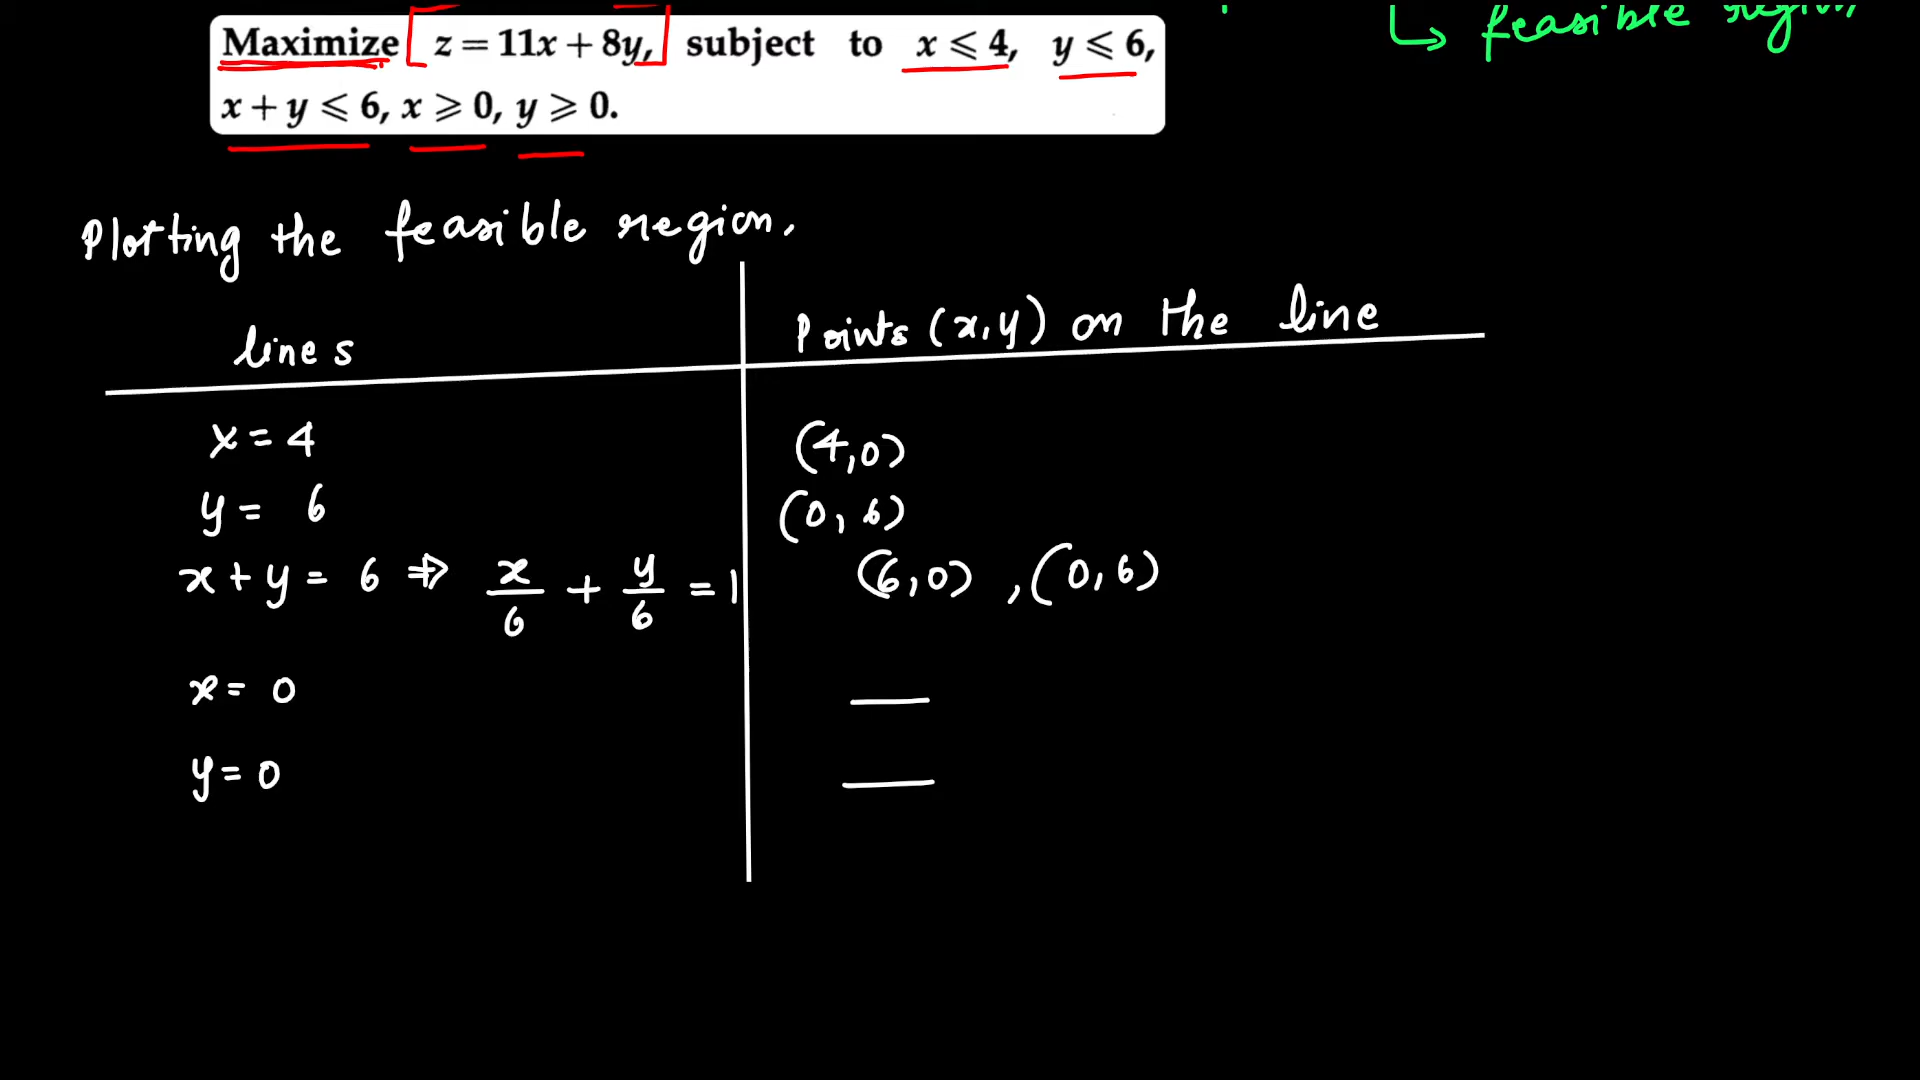 ↳ feasible region
Maximize z = 11x + 8y, subject to x ⩽ 4, y ⩽ 6,
x + y ⩽ 6, x ⩾ 0, y ⩾ 0.
Plotting the feasible region.
lines Points (x,y) on the line
x = 4 (4,0)
y = 6 (0,6)
x + y = 6 ⇒ x/6 + y/6 = 1 (6,0) , (0,6)
x = 0 —
y = 0 —